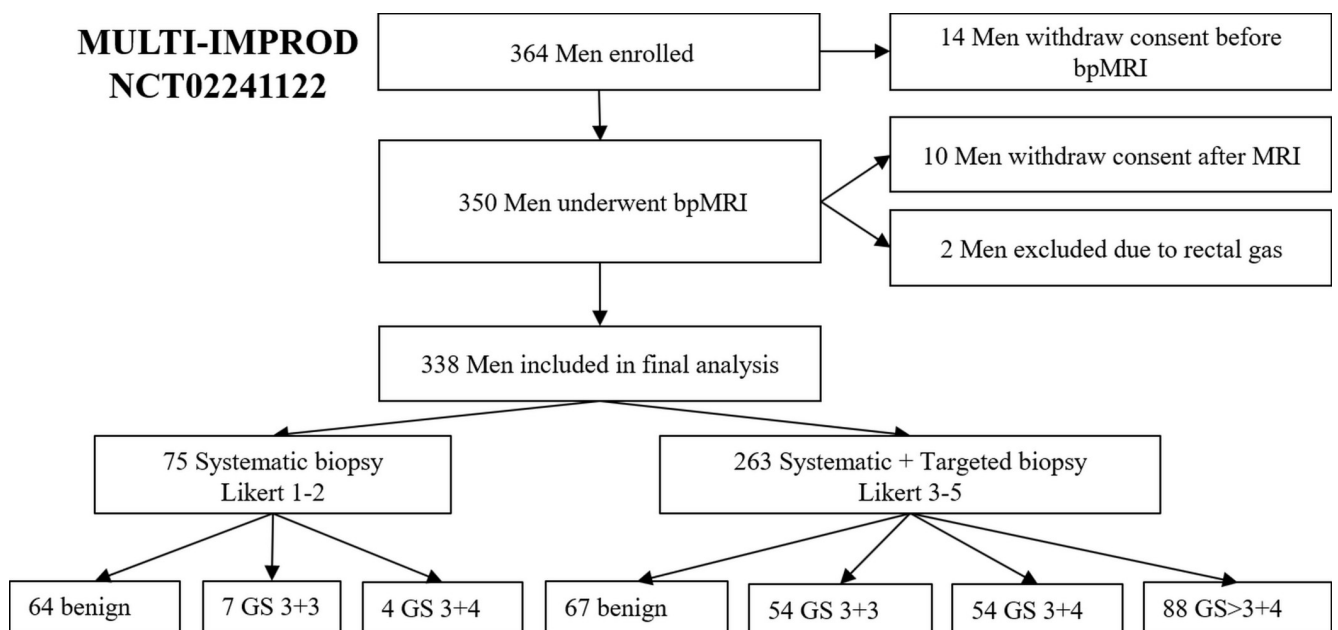 MULTI-IMPROD
NCT02241122
364 Men enrolled
14 Men withdraw consent before
bpMRI
350 Men underwent bpMRI
10 Men withdraw consent after MRI
2 Men excluded due to rectal gas
338 Men included in final analysis
75 Systematic biopsy
Likert 1-2
263 Systematic + Targeted biopsy
Likert 3-5
64 benign
7 GS 3+3
4 GS 3+4
67 benign
54 GS 3+3
54 GS 3+4
88 GS>3+4